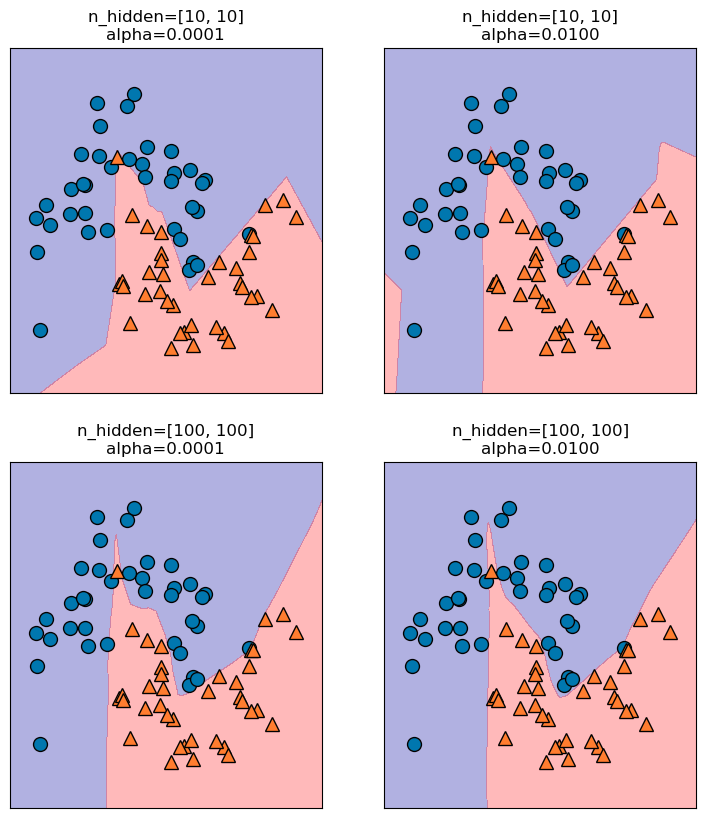 n_hidden=[10, 10]
alpha=0.0001
n_hidden=[10, 10]
alpha=0.0100
n_hidden=[100, 100]
alpha=0.0001
n_hidden=[100, 100]
alpha=0.0100